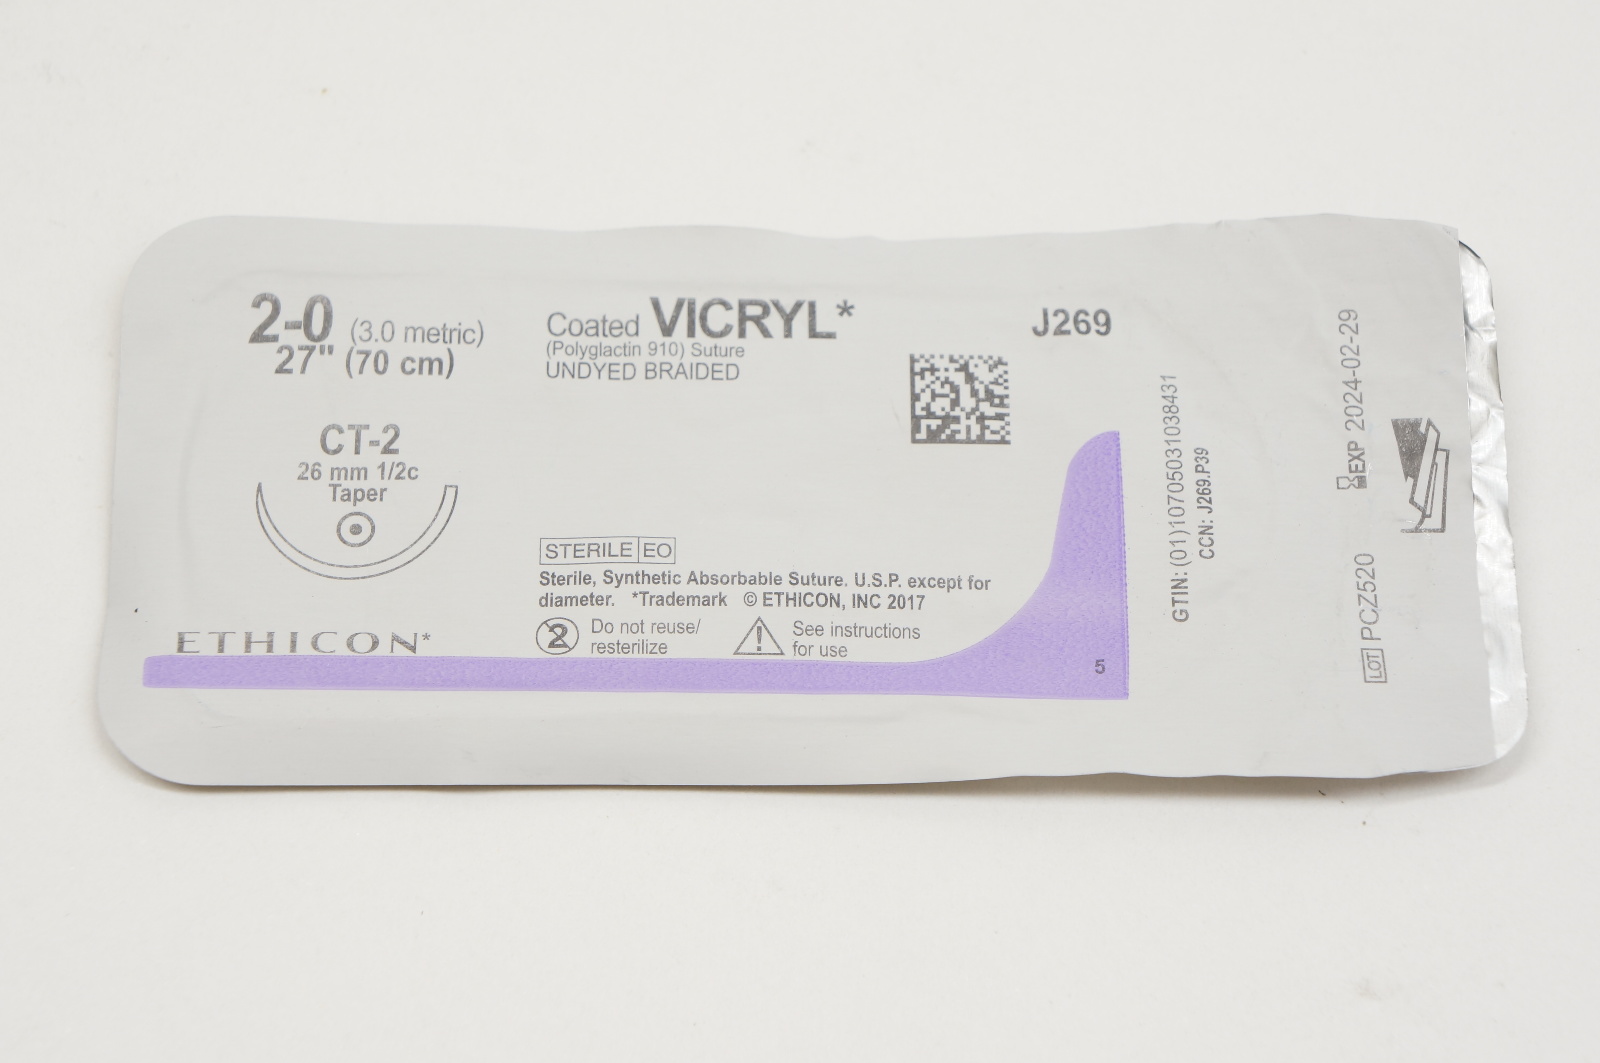 2-0 (3.0 metric)
27" (70 cm)
CT-2
26 mm 1/2c
Taper
ETHICON*
Coated VICRYL*
(Polyglactin 910) Suture
UNDYED BRAIDED
J269
STERILE EO
Sterile, Synthetic Absorbable Suture. U.S.P. except for
diameter. *Trademark © ETHICON, INC 2017
2 Do not reuse/
resterilize
! See instructions
for use
5
GTIN: (01)10705031038431
CCN: J269.P39
EXP 2024-02-29
LOT PCZ520